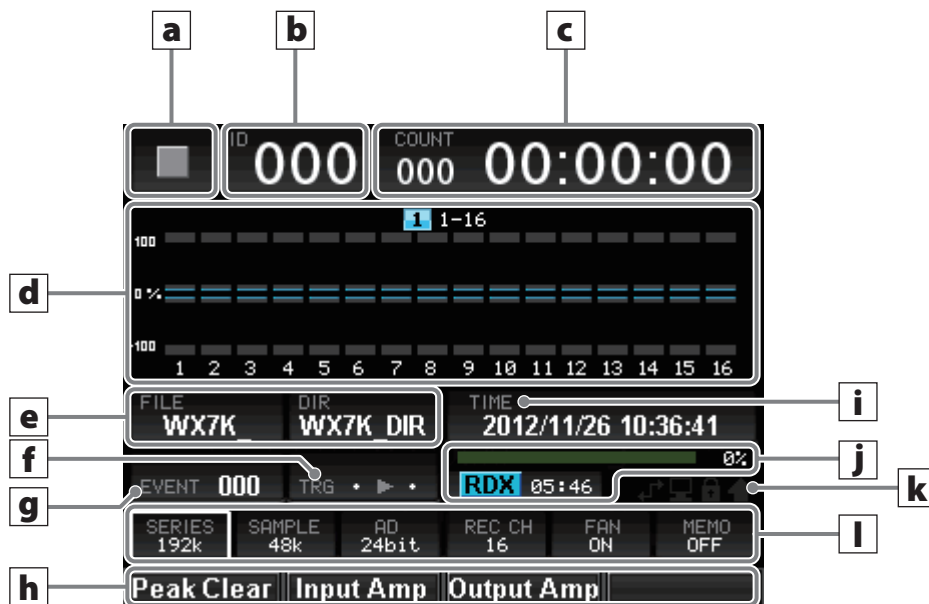 a b c
ID 000
COUNT 000 00:00:00
1 1-16
100
d
0 %
-100
1 2 3 4 5 6 7 8 9 10 11 12 13 14 15 16
e
FILE WX7K_
DIR WX7K_DIR
TIME 2012/11/26 10:36:41
i
f
0%
j
g
EVENT 000
TRG
RDX 05:46
k
SERIES 192k
SAMPLE 48k
AD 24bit
REC CH 16
FAN ON
MEMO OFF
l
h
Peak Clear Input Amp Output Amp